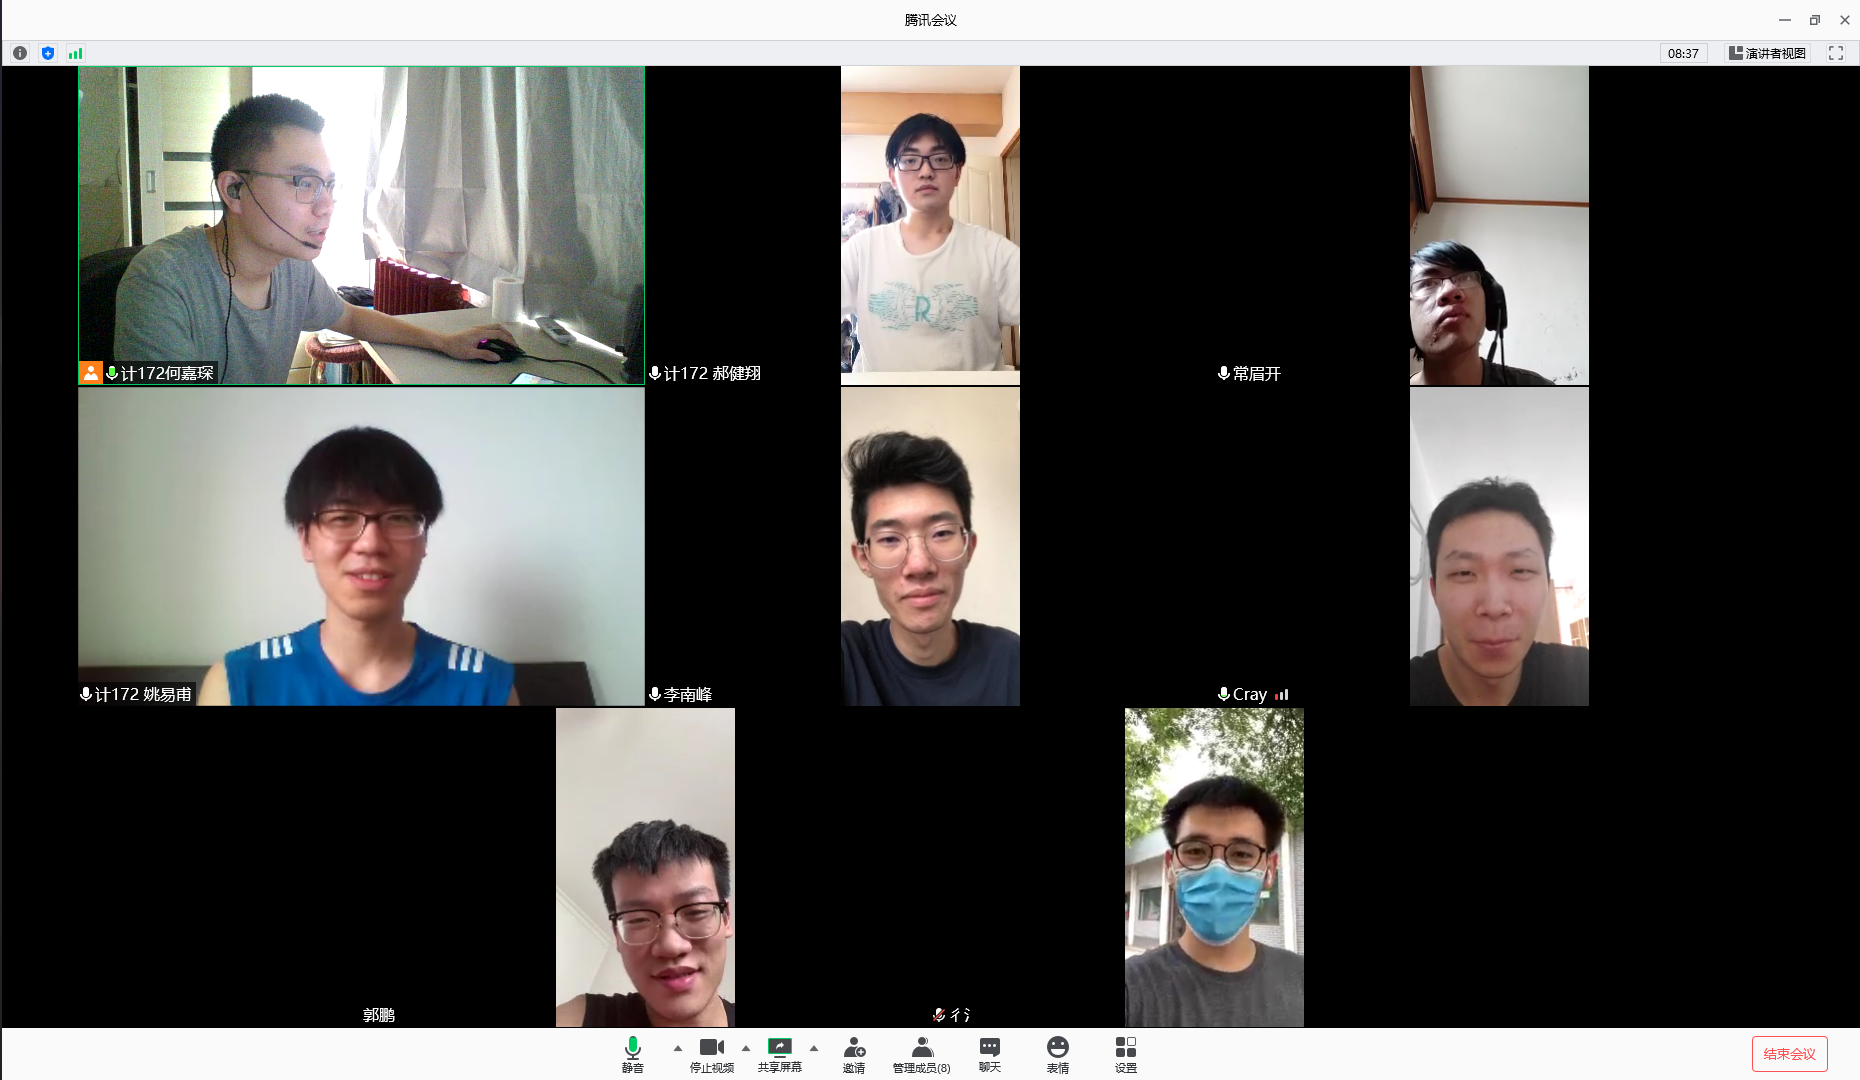 腾讯会议
08:37
演讲者视图
计172何嘉琛
计172 郝健翔
常眉开
R
计172 姚易甫
李南峰
Cray
郭鹏
彳氵
静音
停止视频
共享屏幕
邀请
管理成员(8)
聊天
表情
设置
结束会议